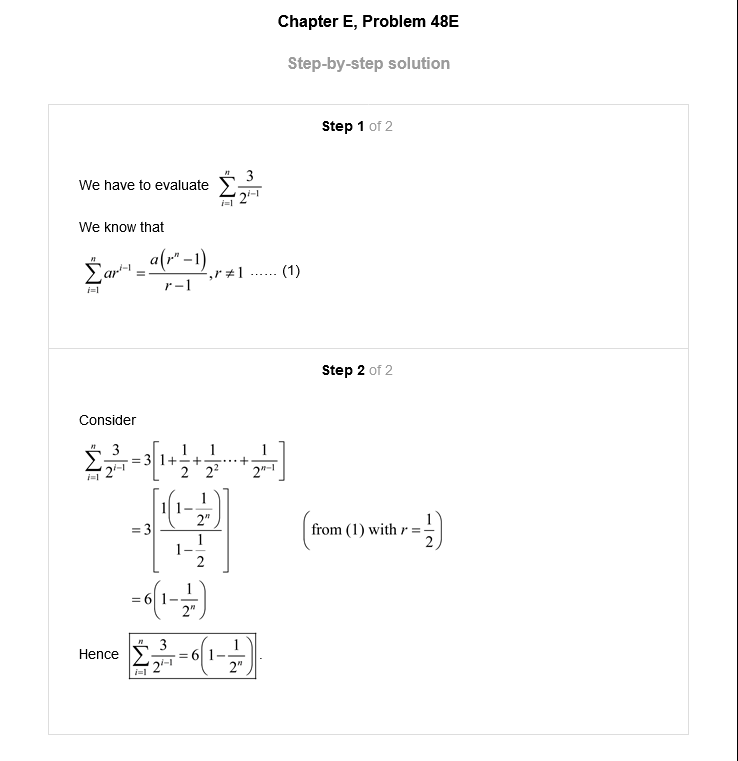 Chapter E, Problem 48E
Step-by-step solution
Step 1 of 2
We have to evaluate $\sum_{i=1}^{n} \frac{3}{2^{i-1}}$
We know that
$\sum_{i=1}^{n} ar^{i-1} = \frac{a(r^n - 1)}{r - 1}, r \neq 1$ ...... (1)
Step 2 of 2
Consider
$\sum_{i=1}^{n} \frac{3}{2^{i-1}} = 3\left[1 + \frac{1}{2} + \frac{1}{2^2} \cdots + \frac{1}{2^{n-1}}\right]$
$= 3\left[\frac{1\left(1 - \frac{1}{2^n}\right)}{1 - \frac{1}{2}}\right]$ $\left(\text{from (1) with } r = \frac{1}{2}\right)$
$= 6\left(1 - \frac{1}{2^n}\right)$
Hence $\boxed{\sum_{i=1}^{n} \frac{3}{2^{i-1}} = 6\left(1 - \frac{1}{2^n}\right)}$.